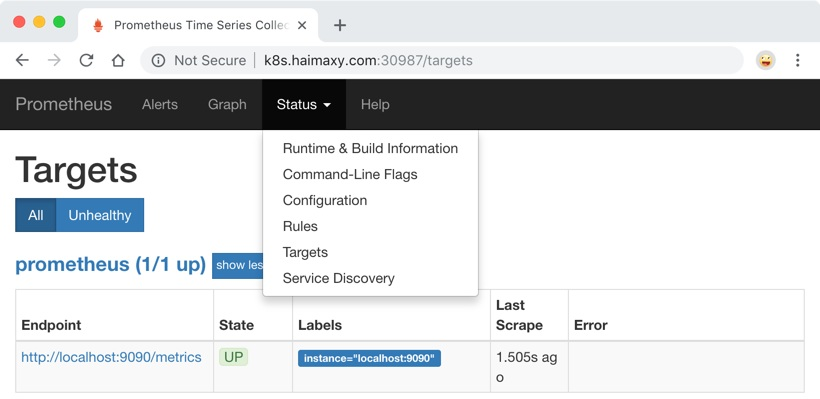 Prometheus Time Series Collec
Not Secure | k8s.haimaxy.com:30987/targets
Prometheus Alerts Graph Status Help
Runtime & Build Information
Command-Line Flags
Configuration
Rules
Targets
Service Discovery
Targets
All Unhealthy
prometheus (1/1 up) show les
Endpoint State Labels Last Scrape Error
http://localhost:9090/metrics UP instance="localhost:9090" 1.505s ag
o